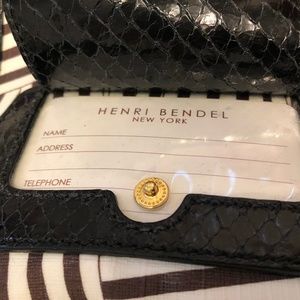 HENRI BENDEL
NEW YORK
NAME
ADDRESS
TELEPHONE